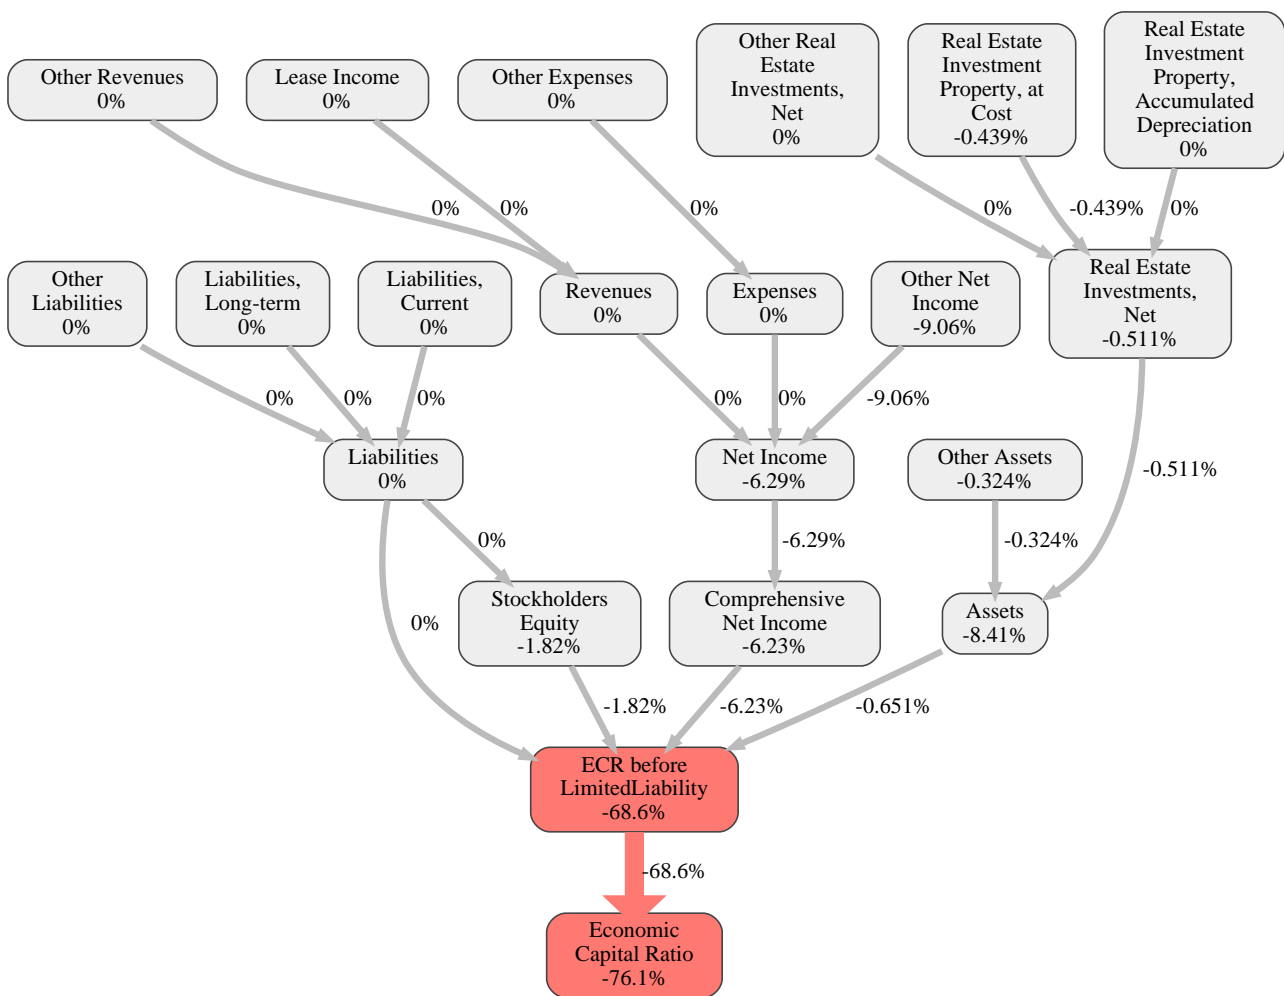 Other Real
Estate
Investments,
Net
0%
Real Estate
Investment
Property, at
Cost
-0.439%
Real Estate
Investment
Property,
Accumulated
Depreciation
0%
Other Revenues
0%
Lease Income
0%
Other Expenses
0%
0%
0%
0%
0%
-0.439%
0%
Other
Liabilities
0%
Liabilities,
Long-term
0%
Liabilities,
Current
0%
Revenues
0%
Expenses
0%
Other Net
Income
-9.06%
Real Estate
Investments,
Net
-0.511%
0%
0%
0%
0%
0%
-9.06%
Liabilities
0%
Net Income
-6.29%
Other Assets
-0.324%
-0.511%
0%
-6.29%
-0.324%
Stockholders
Equity
-1.82%
Comprehensive
Net Income
-6.23%
Assets
-8.41%
0%
-1.82%
-6.23%
-0.651%
ECR before
LimitedLiability
-68.6%
-68.6%
Economic
Capital Ratio
-76.1%